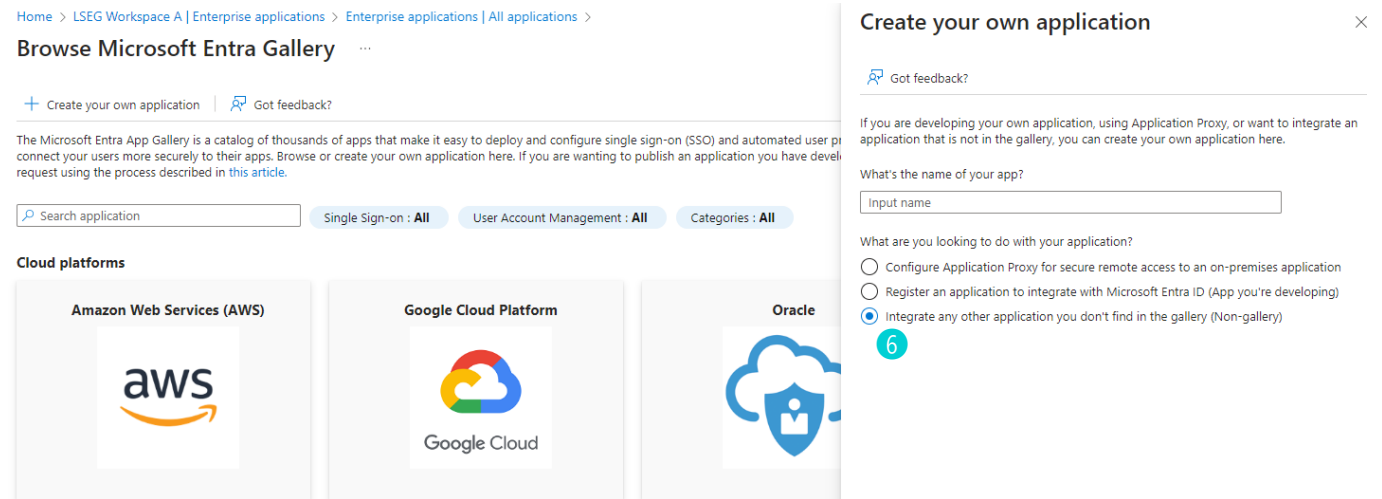 Home > LSEG Workspace A | Enterprise applications > Enterprise applications | All applications >
Browse Microsoft Entra Gallery ...
+ Create your own application
Got feedback?
The Microsoft Entra App Gallery is a catalog of thousands of apps that make it easy to deploy and configure single sign-on (SSO) and automated user pr
connect your users more securely to their apps. Browse or create your own application here. If you are wanting to publish an application you have devel
request using the process described in this article.
Search application
Single Sign-on : All
User Account Management : All
Categories : All
Cloud platforms
Amazon Web Services (AWS)
aws
Google Cloud Platform
Google Cloud
Oracle
Create your own application
Got feedback?
If you are developing your own application, using Application Proxy, or want to integrate an
application that is not in the gallery, you can create your own application here.
What's the name of your app?
Input name
What are you looking to do with your application?
Configure Application Proxy for secure remote access to an on-premises application
Register an application to integrate with Microsoft Entra ID (App you're developing)
Integrate any other application you don't find in the gallery (Non-gallery)
6